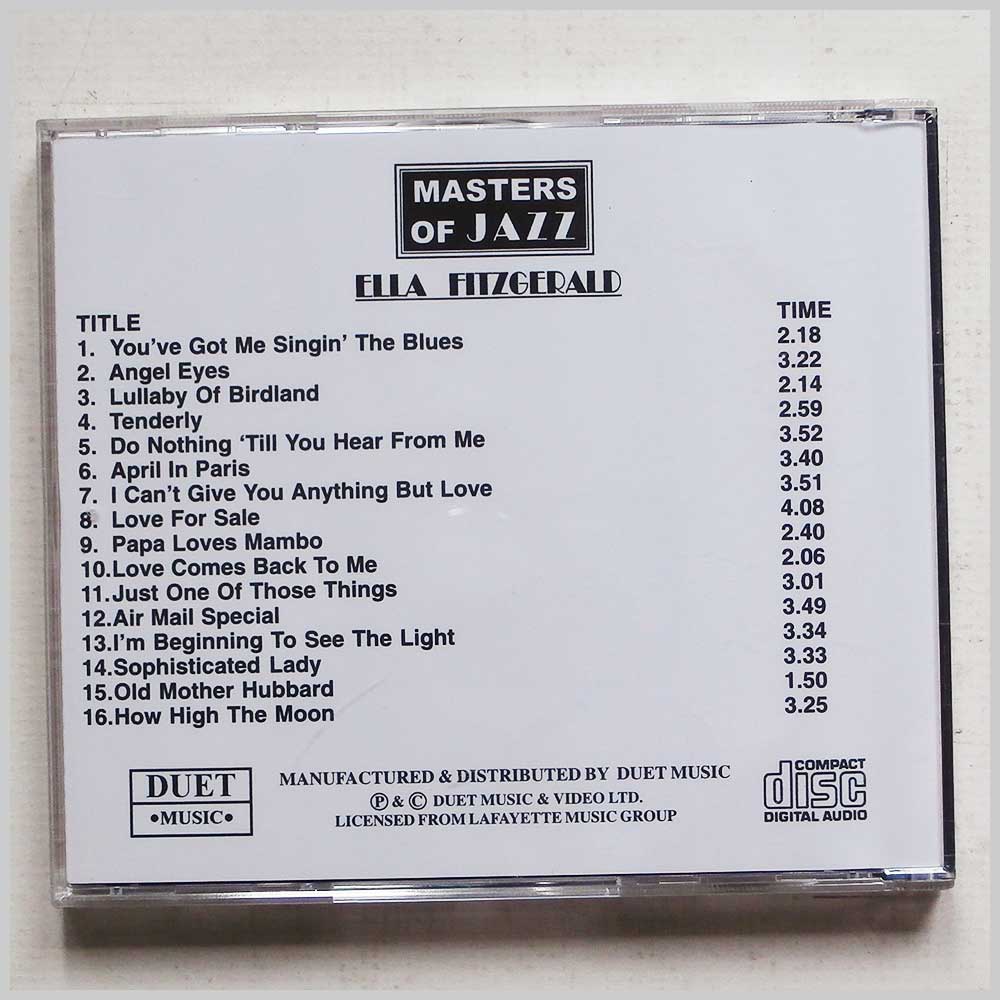 MASTERS
OF JAZZ
ELLA FITZGERALD
TITLE TIME
1. You've Got Me Singin' The Blues 2.18
2. Angel Eyes 3.22
3. Lullaby Of Birdland 2.14
4. Tenderly 2.59
5. Do Nothing 'Till You Hear From Me 3.52
6. April In Paris 3.40
7. I Can't Give You Anything But Love 3.51
8. Love For Sale 4.08
9. Papa Loves Mambo 2.40
10.Love Comes Back To Me 2.06
11.Just One Of Those Things 3.01
12.Air Mail Special 3.49
13.I'm Beginning To See The Light 3.34
14.Sophisticated Lady 3.33
15.Old Mother Hubbard 1.50
16.How High The Moon 3.25
DUET
•MUSIC•
MANUFACTURED & DISTRIBUTED BY DUET MUSIC
Ⓟ & © DUET MUSIC & VIDEO LTD.
LICENSED FROM LAFAYETTE MUSIC GROUP
COMPACT
disc
DIGITAL AUDIO